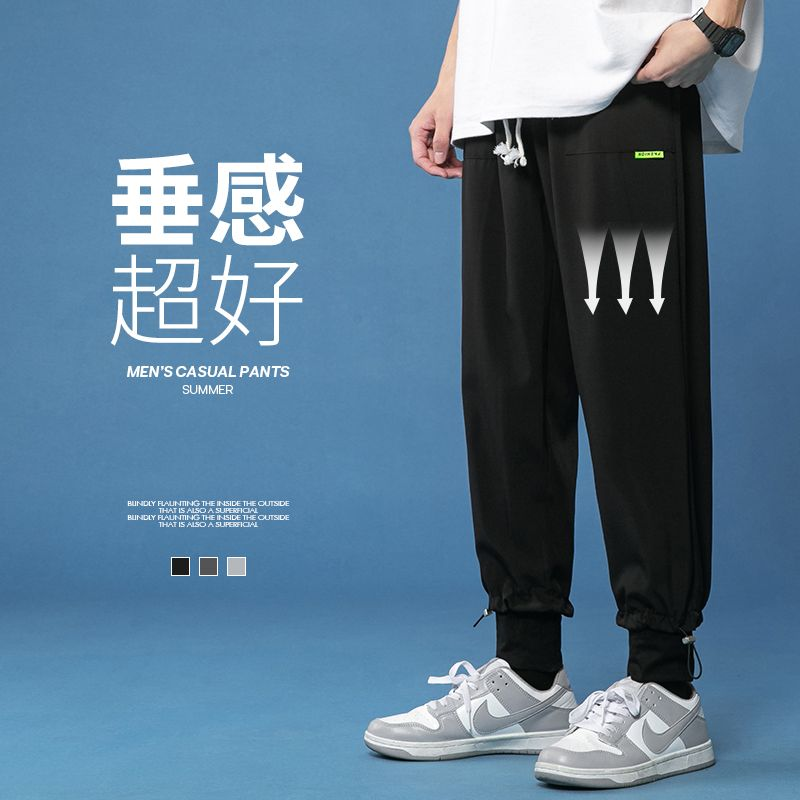 垂感
超好
MEN'S CASUAL PANTS
SUMMER
BLINDLY FLAUNTING THE INSIDE THE OUTSIDE
THAT IS ALSO A SUPERFICIAL
BLINDLY FLAUNTING THE INSIDE THE OUTSIDE
THAT IS ALSO A SUPERFICIAL